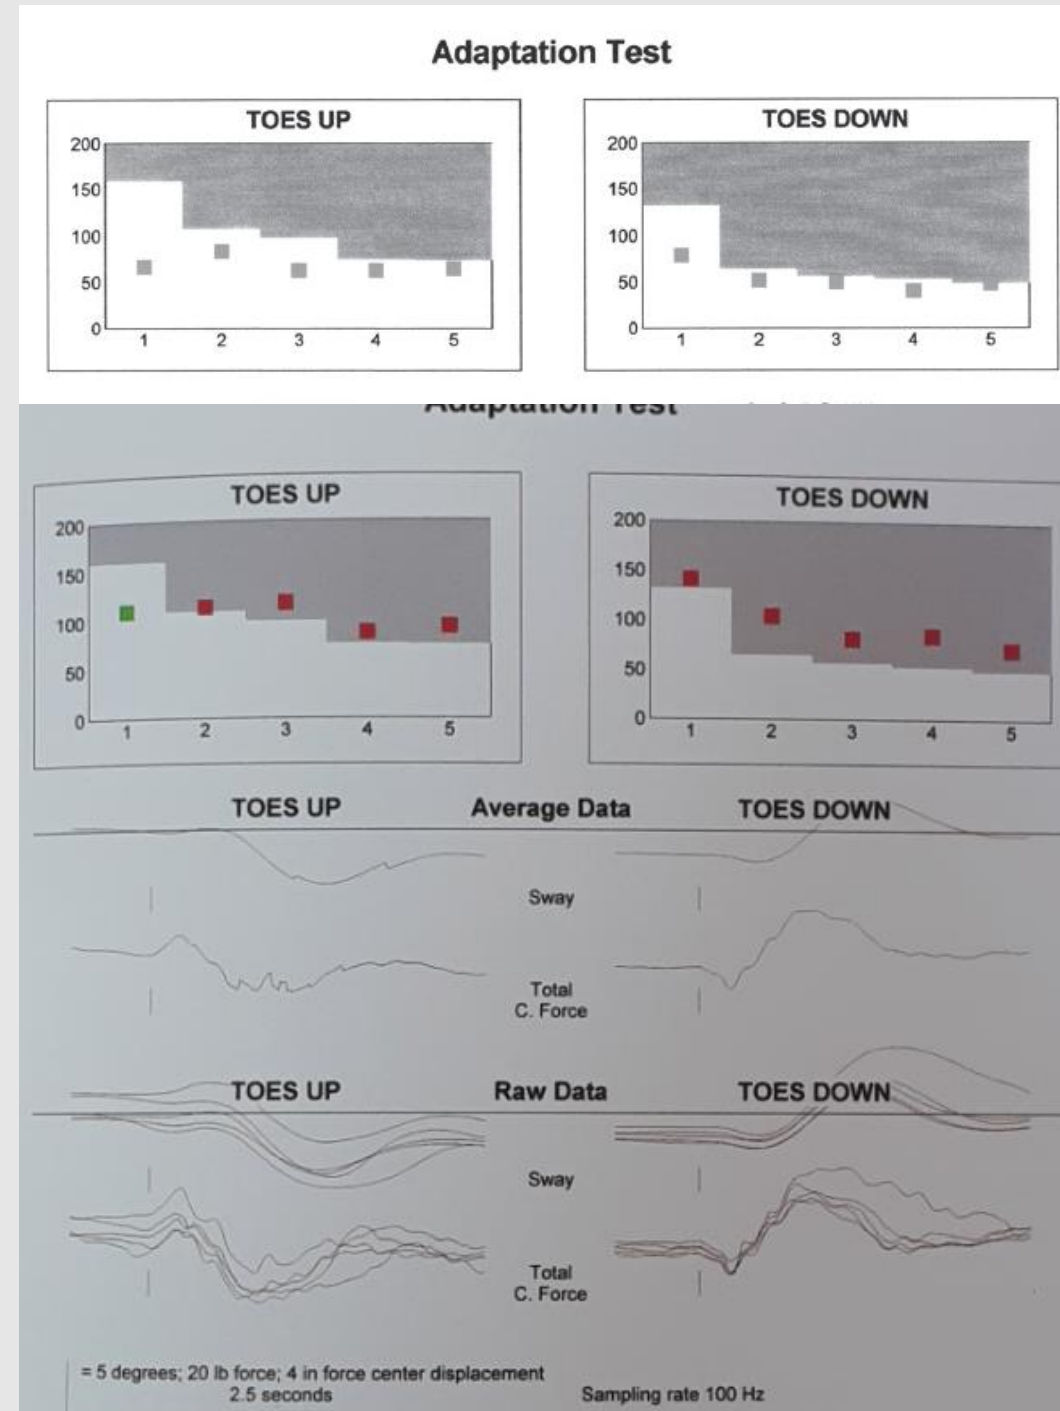 Adaptation Test
TOES UP
TOES DOWN
200
150
100
50
0
1 2 3 4 5
200
150
100
50
0
1 2 3 4 5
Adaptation Test
TOES UP
TOES DOWN
200
150
100
50
0
1 2 3 4 5
200
150
100
50
0
1 2 3 4 5
TOES UP Average Data TOES DOWN
Sway
Total
C. Force
TOES UP Raw Data TOES DOWN
Sway
Total
C. Force
= 5 degrees; 20 lb force; 4 in force center displacement
2.5 seconds Sampling rate 100 Hz